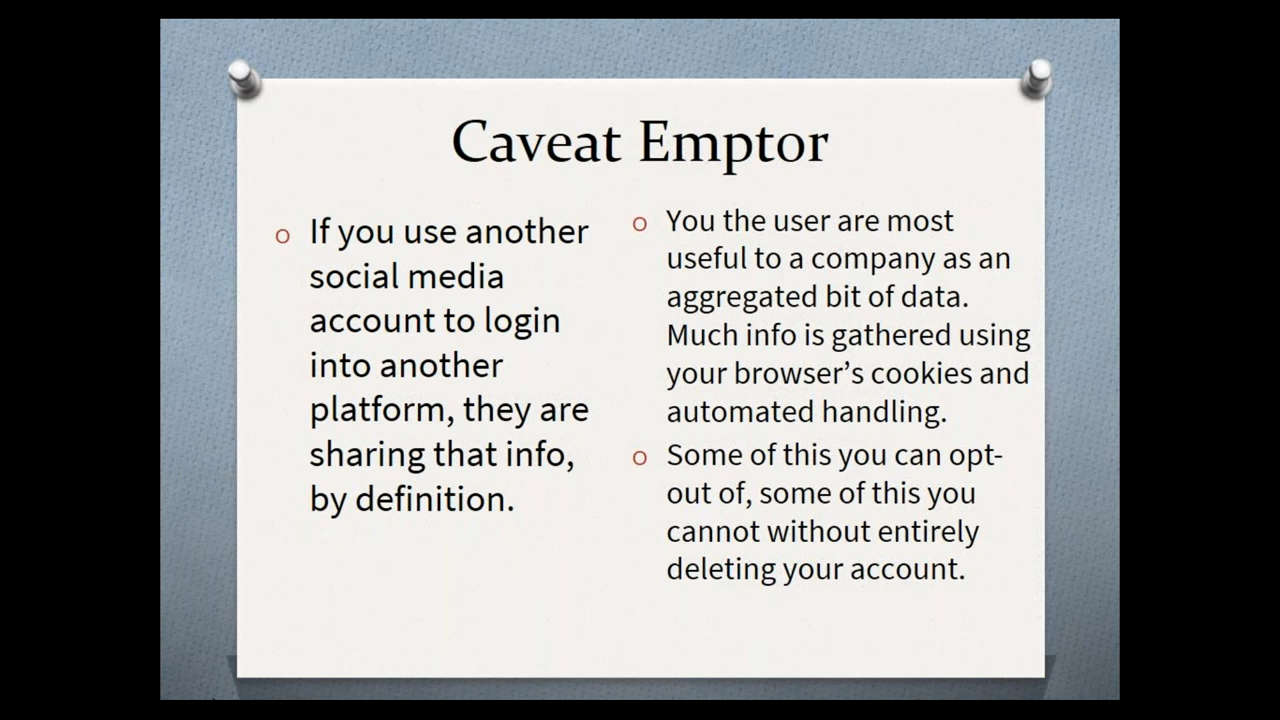 Caveat Emptor
o If you use another
social media
account to login
into another
platform, they are
sharing that info,
by definition.
o You the user are most
useful to a company as an
aggregated bit of data.
Much info is gathered using
your browser’s cookies and
automated handling.
o Some of this you can opt-
out of, some of this you
cannot without entirely
deleting your account.